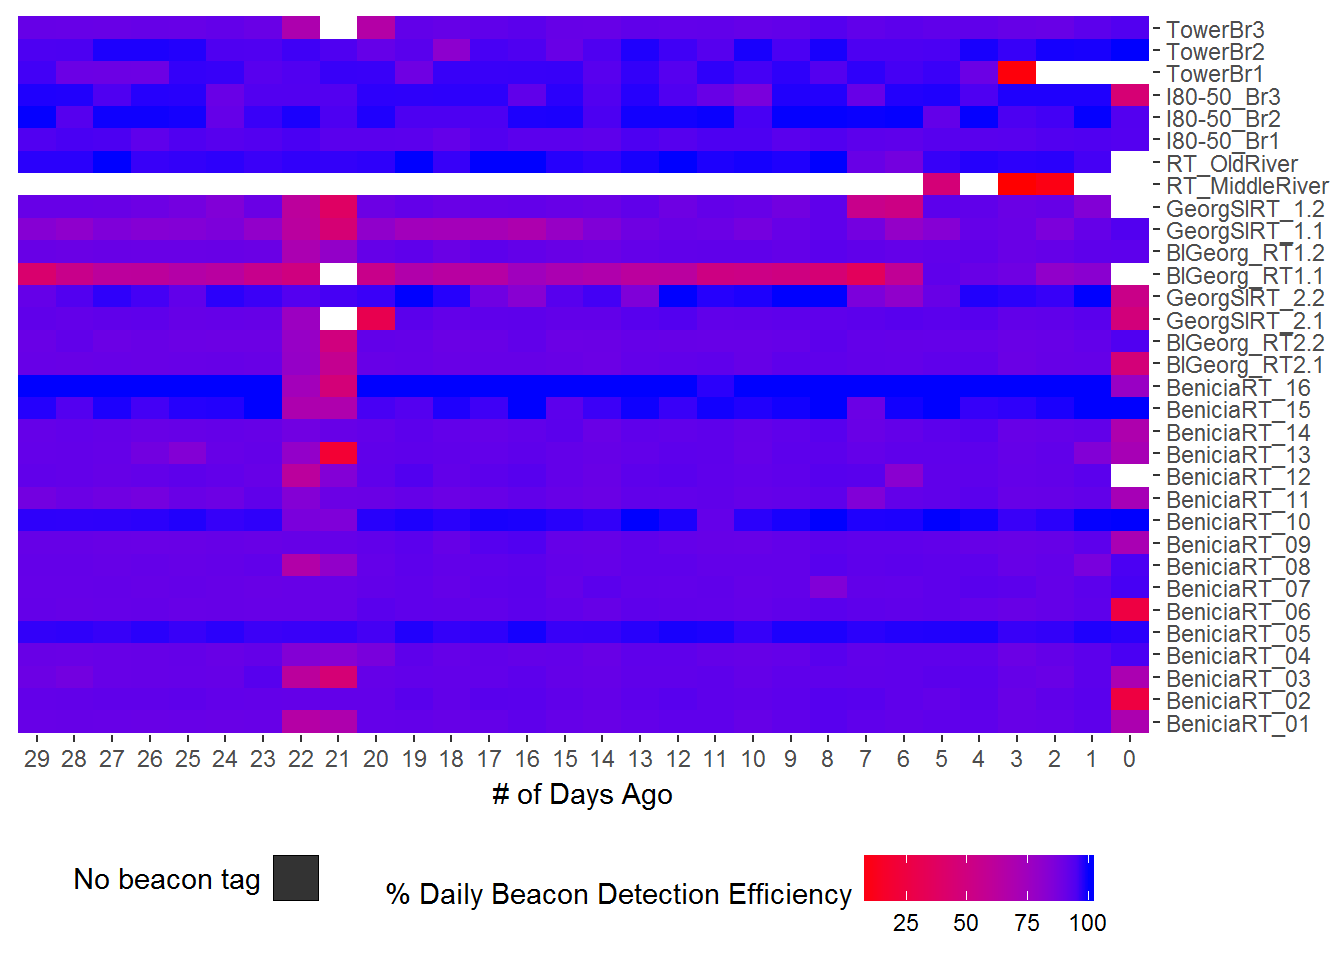 TowerBr3
TowerBr2
TowerBr1
I80-50_Br3
I80-50_Br2
I80-50_Br1
RT_OldRiver
RT_MiddleRiver
GeorgSlRT_1.2
GeorgSlRT_1.1
BlGeorg_RT1.2
BlGeorg_RT1.1
GeorgSlRT_2.2
GeorgSlRT_2.1
BlGeorg_RT2.2
BlGeorg_RT2.1
BeniciaRT_16
BeniciaRT_15
BeniciaRT_14
BeniciaRT_13
BeniciaRT_12
BeniciaRT_11
BeniciaRT_10
BeniciaRT_09
BeniciaRT_08
BeniciaRT_07
BeniciaRT_06
BeniciaRT_05
BeniciaRT_04
BeniciaRT_03
BeniciaRT_02
BeniciaRT_01
29 28 27 26 25 24 23 22 21 20 19 18 17 16 15 14 13 12 11 10 9 8 7 6 5 4 3 2 1 0
# of Days Ago
No beacon tag
% Daily Beacon Detection Efficiency
25 50 75 100